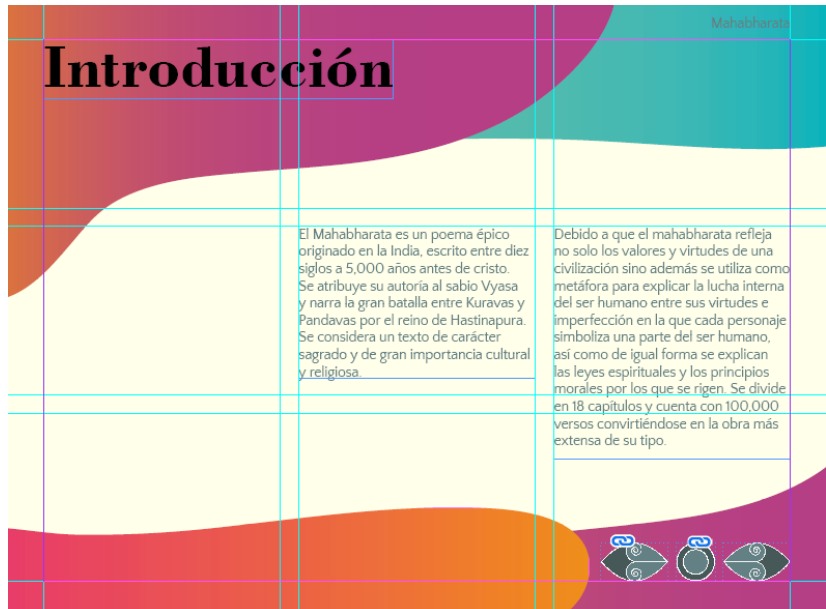 Mahabharata
Introducción
El Mahabharata es un poema épico
originado en la India, escrito entre diez
siglos a 5,000 años antes de cristo.
Se atribuye su autoría al sabio Vyasa
y narra la gran batalla entre Kuravas y
Pandavas por el reino de Hastinapura.
Se considera un texto de carácter
sagrado y de gran importancia cultural
y religiosa.
Debido a que el mahabharata refleja
no solo los valores y virtudes de una
civilización sino además se utiliza como
metáfora para explicar la lucha interna
del ser humano entre sus virtudes e
imperfección en la que cada personaje
simboliza una parte del ser humano,
así como de igual forma se explican
las leyes espirituales y los principios
morales por los que se rigen. Se divide
en 18 capítulos y cuenta con 100,000
versos convirtiéndose en la obra más
extensa de su tipo.